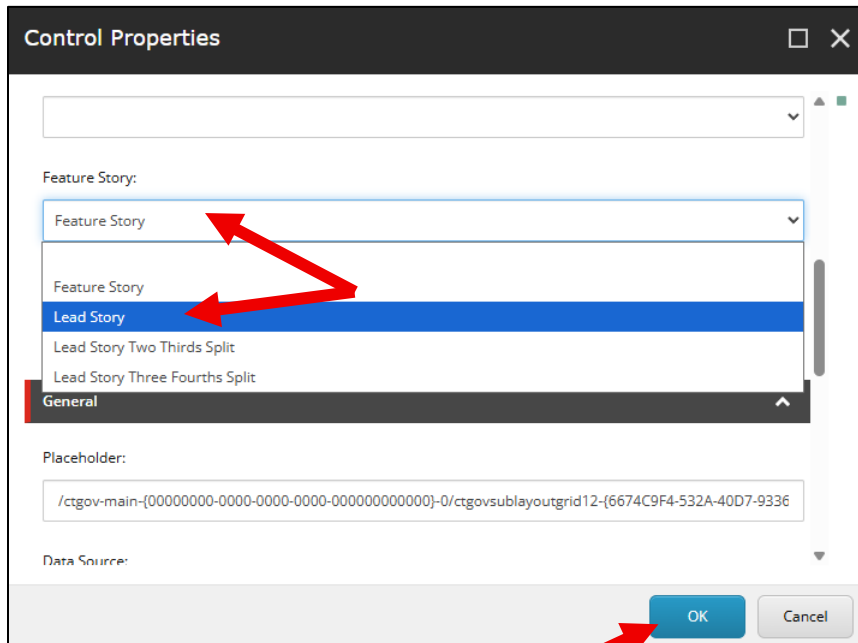 Control Properties
Feature Story:
Feature Story
Feature Story
Lead Story
Lead Story Two Thirds Split
Lead Story Three Fourths Split
General
Placeholder:
/ctgov-main-{00000000-0000-0000-0000-000000000000}-0/ctgovsublayoutgrid12-{6674C9F4-532A-40D7-9336
Data Source:
OK Cancel